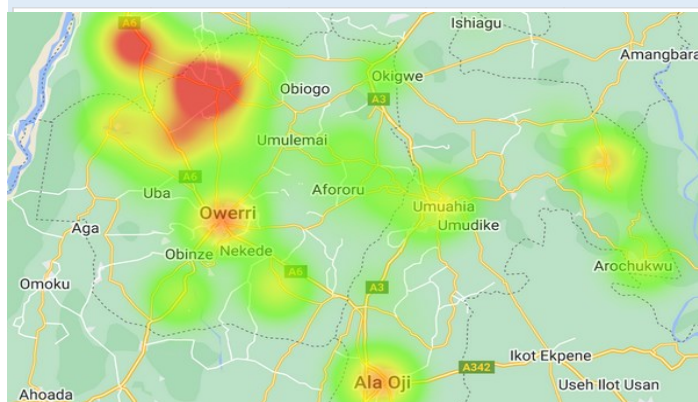 A6
Ishiagu
Amangbara
Okigwe
Obiogo
A3
Umulemai
A6
Uba
Afororu
Owerri
Umuahia
Umudike
Aga
Obinze
Nekede
Arochukwu
A6
Omoku
A3
Ikot Ekpene
A342
Ala Oji
Useh Ilot Usan
Ahoada